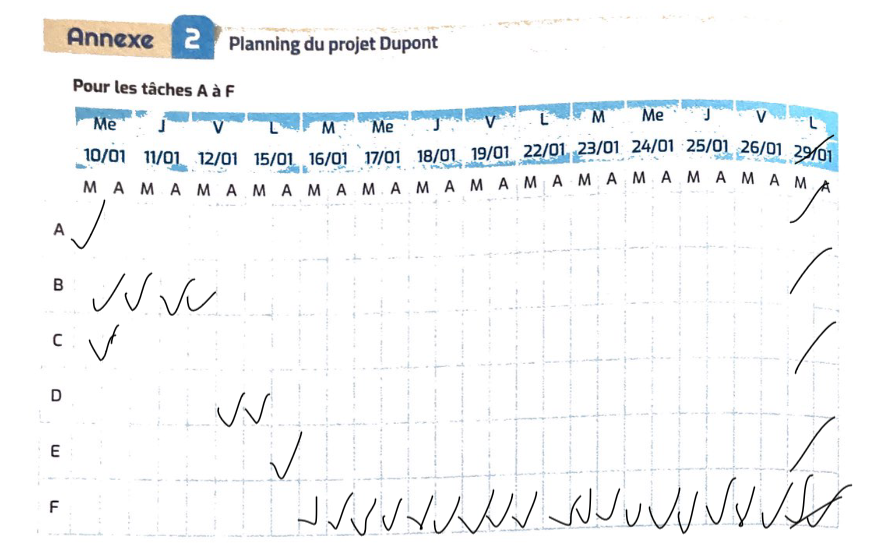 Annexe 2 Planning du projet Dupont
Pour les tâches A à F
Me J V L M Me J V L M Me J V L
10/01 11/01 12/01 15/01 16/01 17/01 18/01 19/01 22/01 23/01 24/01 25/01 26/01 29/01
M A M A M A M A M A M A M A M A M A M A M A M A M A M A
A
B
C
D
E
F